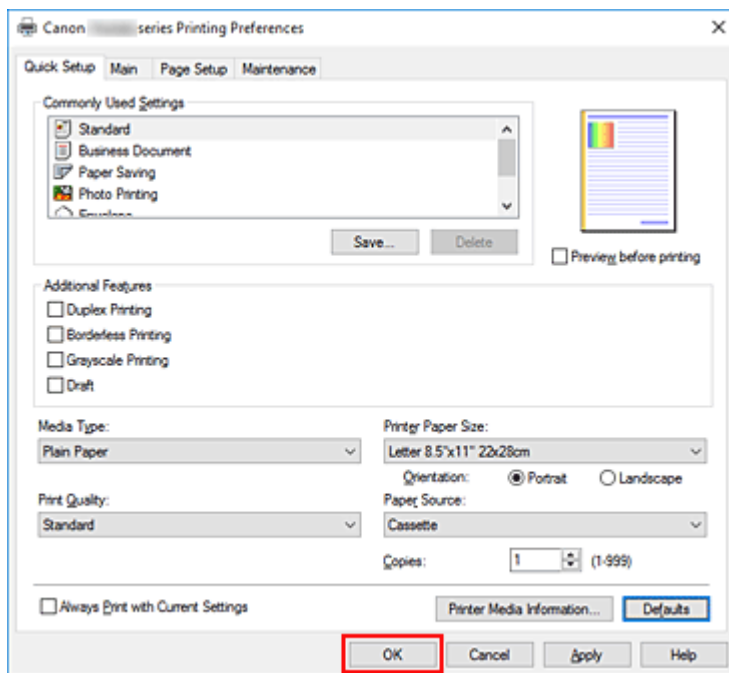 Canon series Printing Preferences
Quick Setup Main Page Setup Maintenance
Commonly Used Settings
Standard
Business Document
Paper Saving
Photo Printing
Envelope
Save... Delete
Preview before printing
Additional Features
Duplex Printing
Borderless Printing
Grayscale Printing
Draft
Media Type: Printer Paper Size:
Plain Paper Letter 8.5"x11" 22x28cm
Orientation: Portrait Landscape
Print Quality: Paper Source:
Standard Cassette
Copies: 1 (1-999)
Always Print with Current Settings Printer Media Information... Defaults
OK Cancel Apply Help